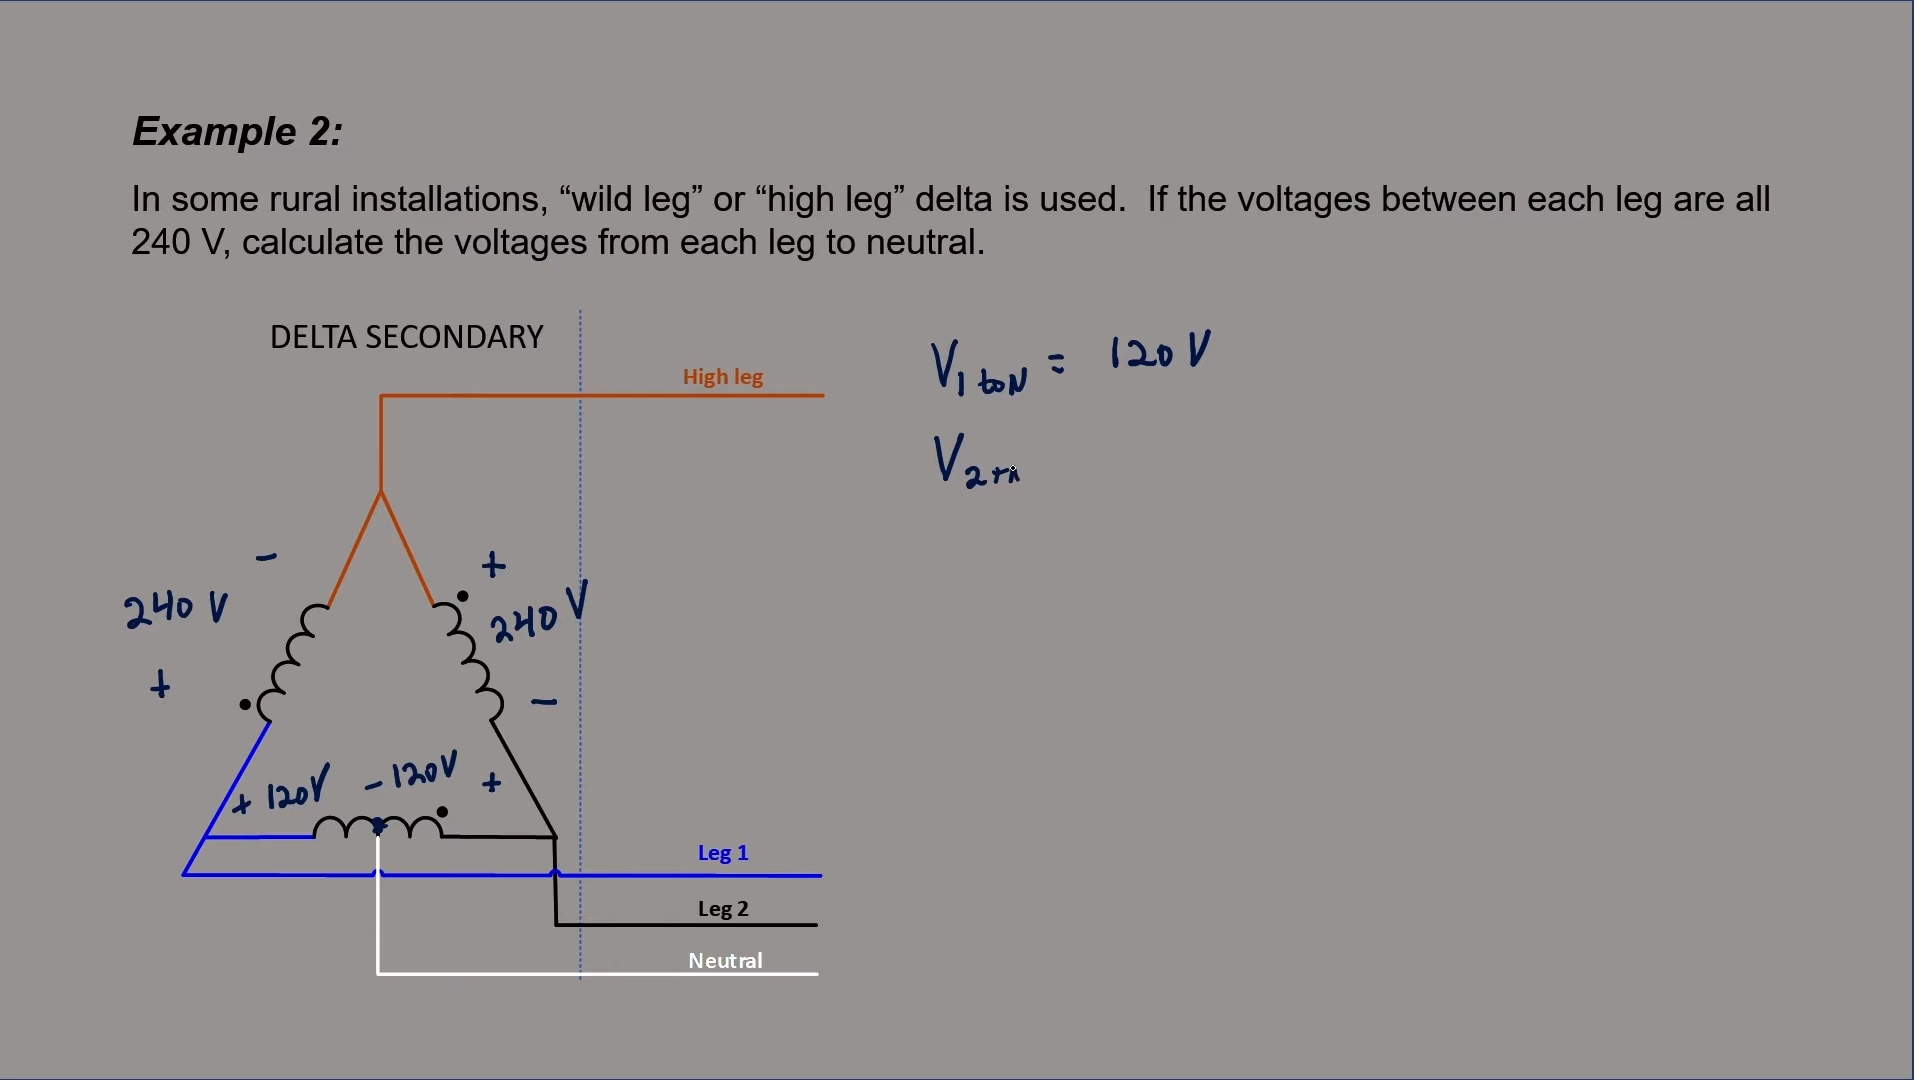 Example 2:
In some rural installations, “wild leg” or “high leg” delta is used. If the voltages between each leg are all
240 V, calculate the voltages from each leg to neutral.
DELTA SECONDARY
High leg
V1 to N = 120 V
V2
-
+
240 V
240 V
+
-
+ 120V - 120V +
Leg 1
Leg 2
Neutral